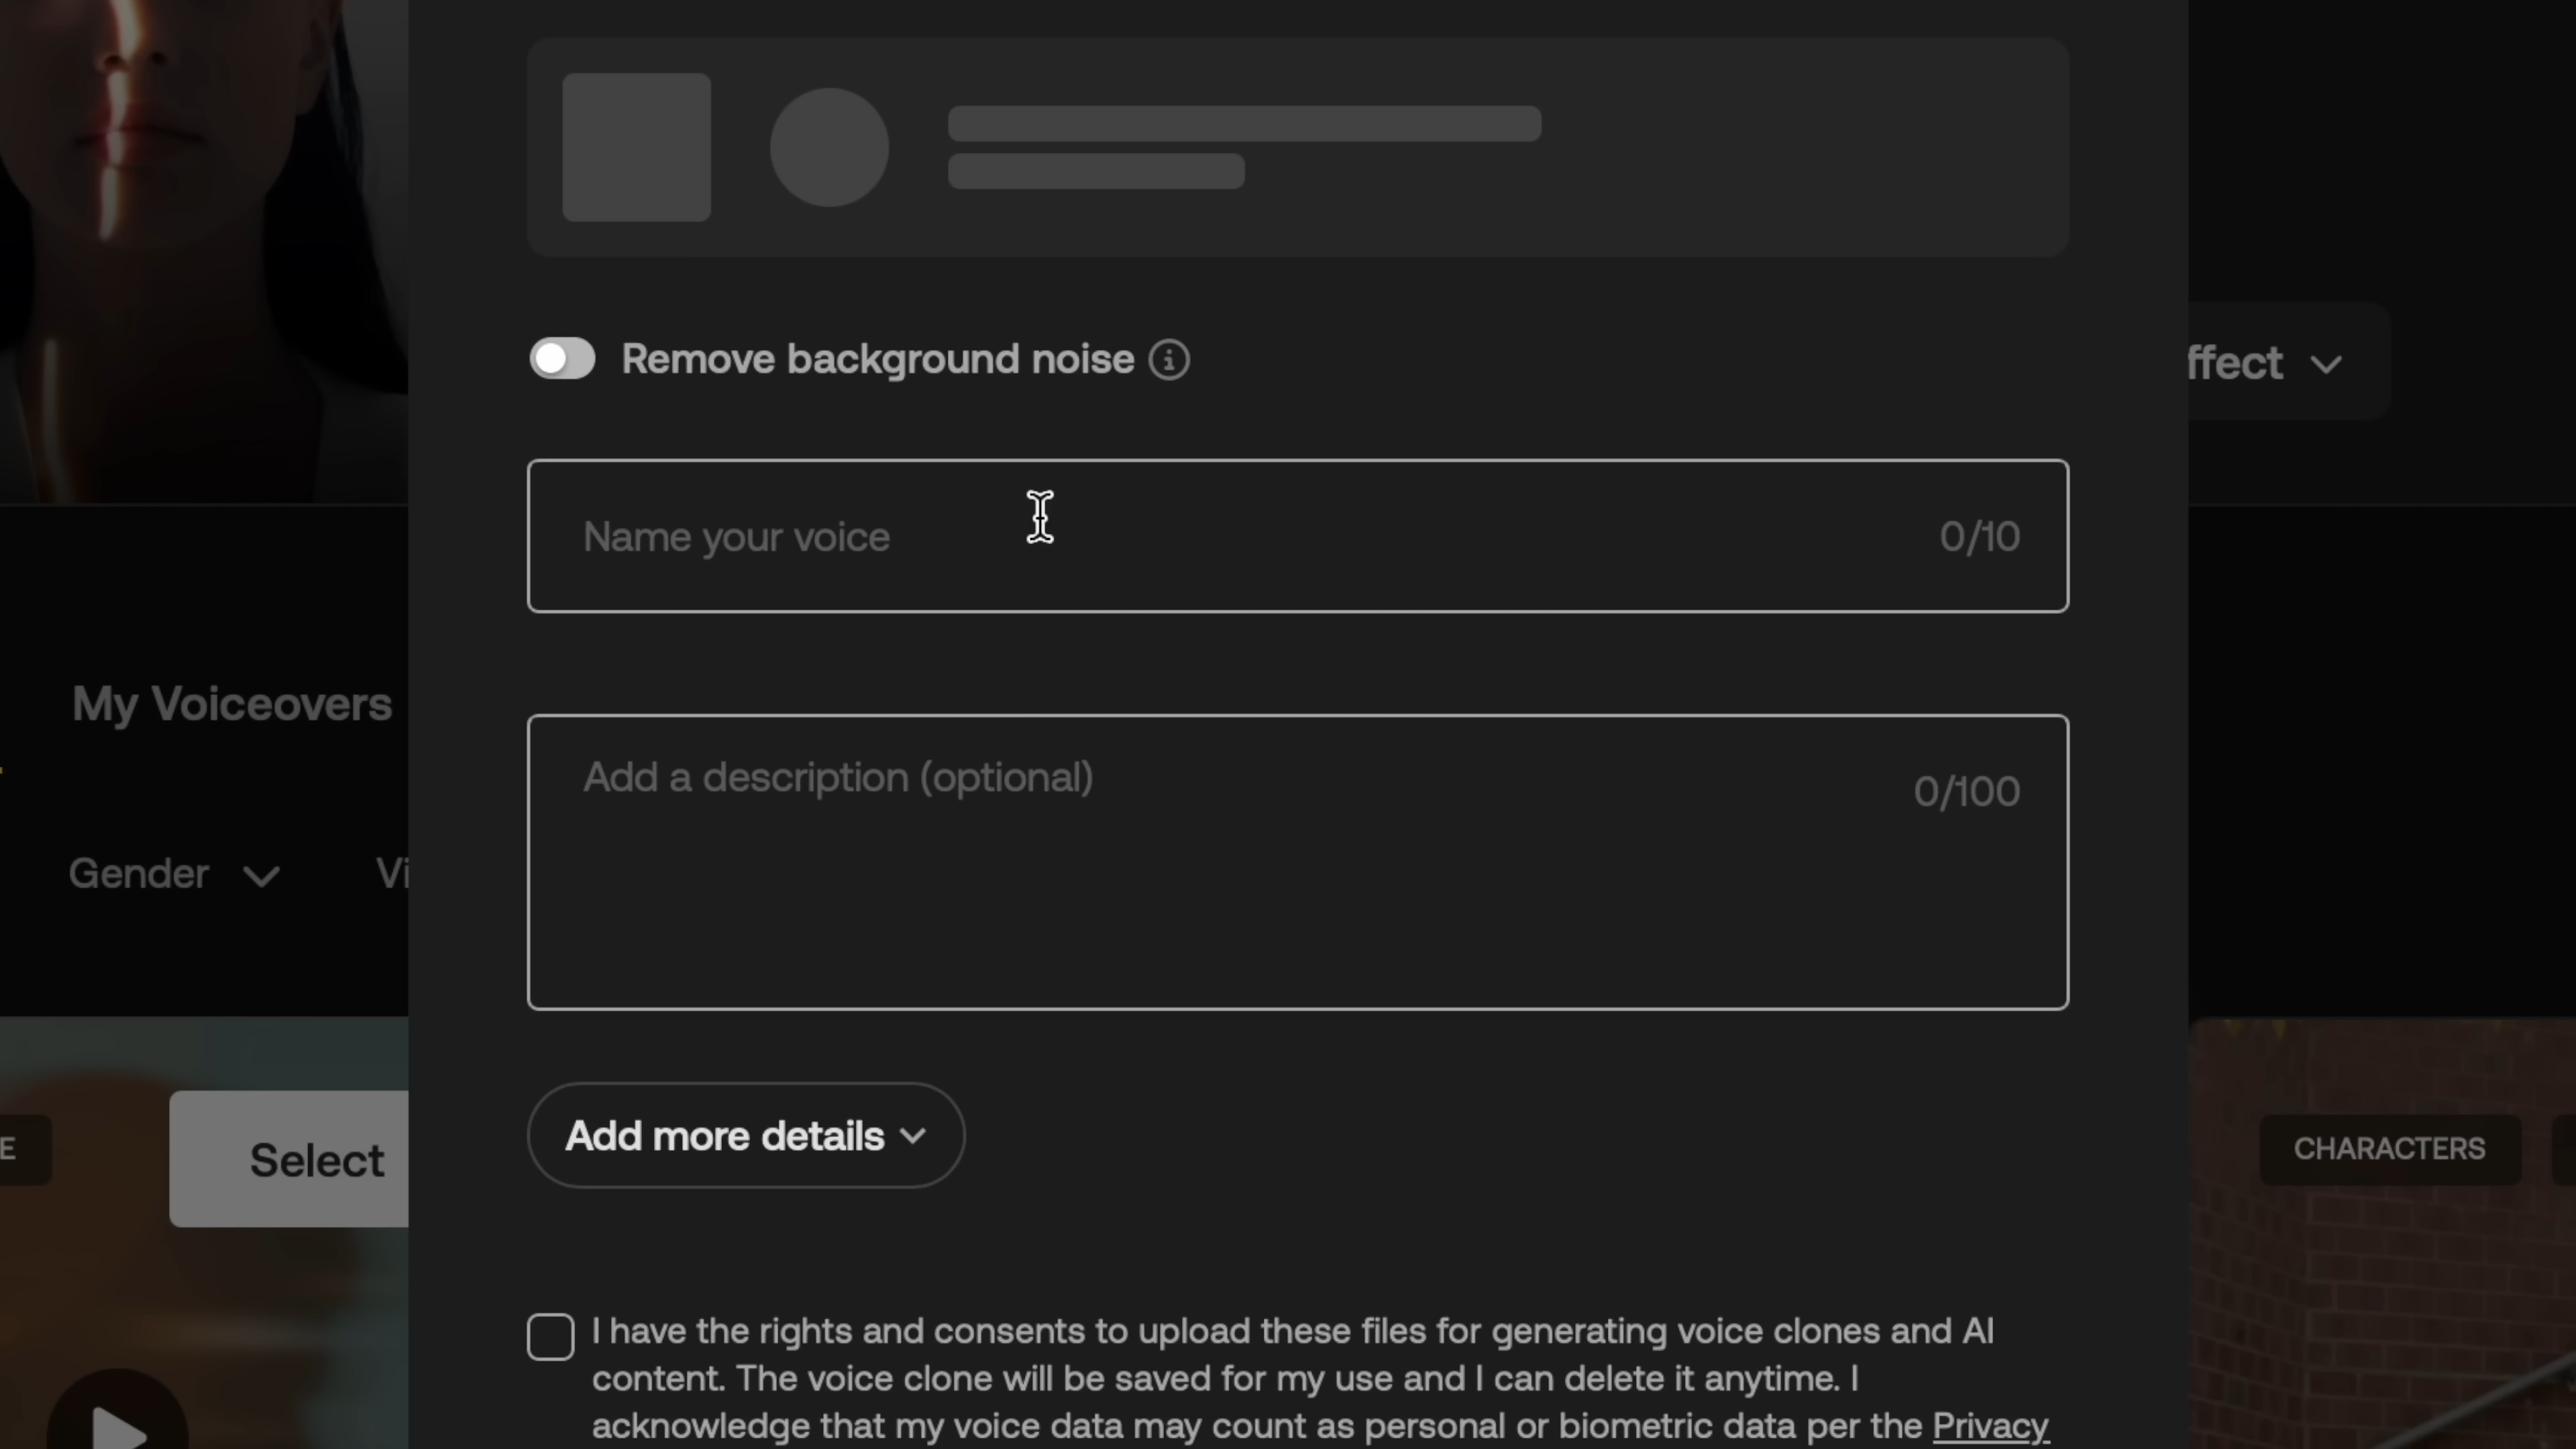 Remove background noise
ffect
Name your voice
0/10
My Voiceovers
Add a description (optional)
0/100
Gender
Vi
Add more details
E
Select
CHARACTERS
I have the rights and consents to upload these files for generating voice clones and AI
content. The voice clone will be saved for my use and I can delete it anytime. I
acknowledge that my voice data may count as personal or biometric data per the Privacy